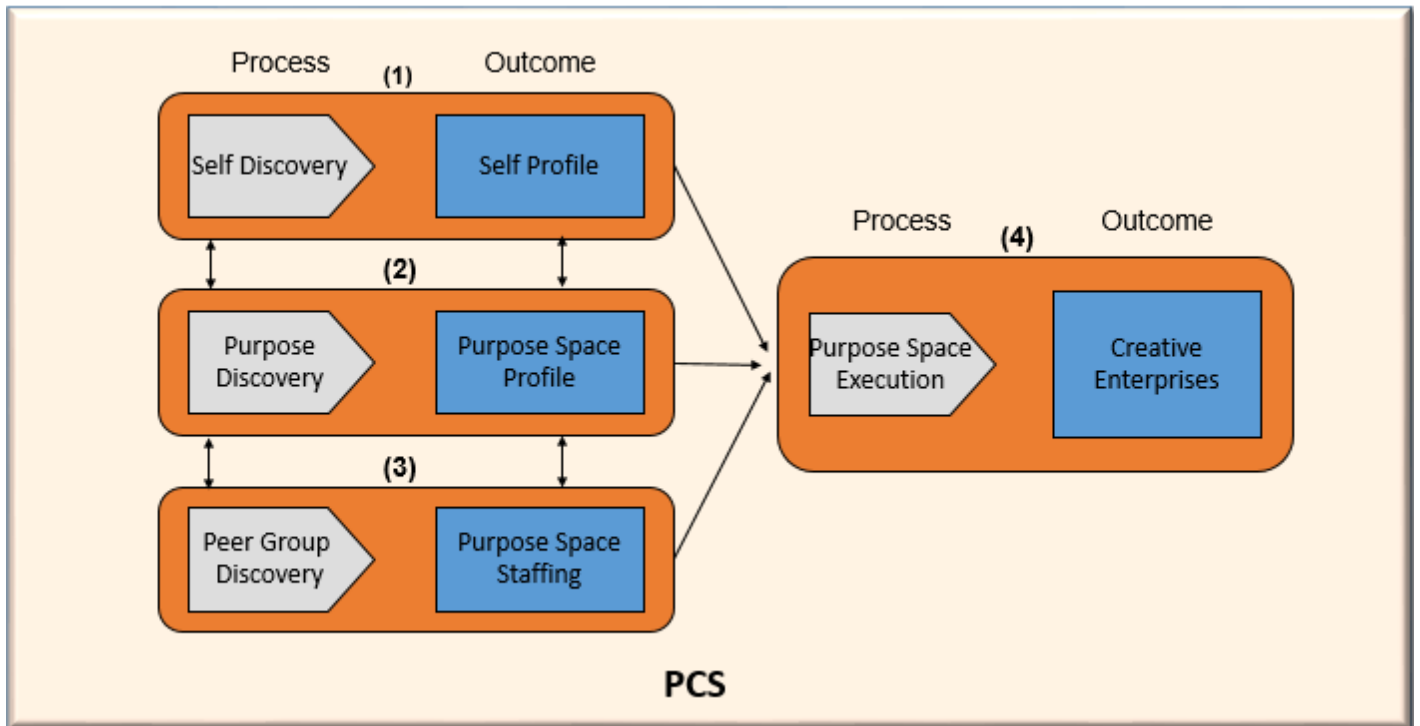 Process
(1)
Outcome
Self Discovery
Self Profile
(2)
Purpose
Discovery
Purpose Space
Profile
(3)
Peer Group
Discovery
Purpose Space
Staffing
Process
(4)
Outcome
Purpose Space
Execution
Creative
Enterprises
PCS